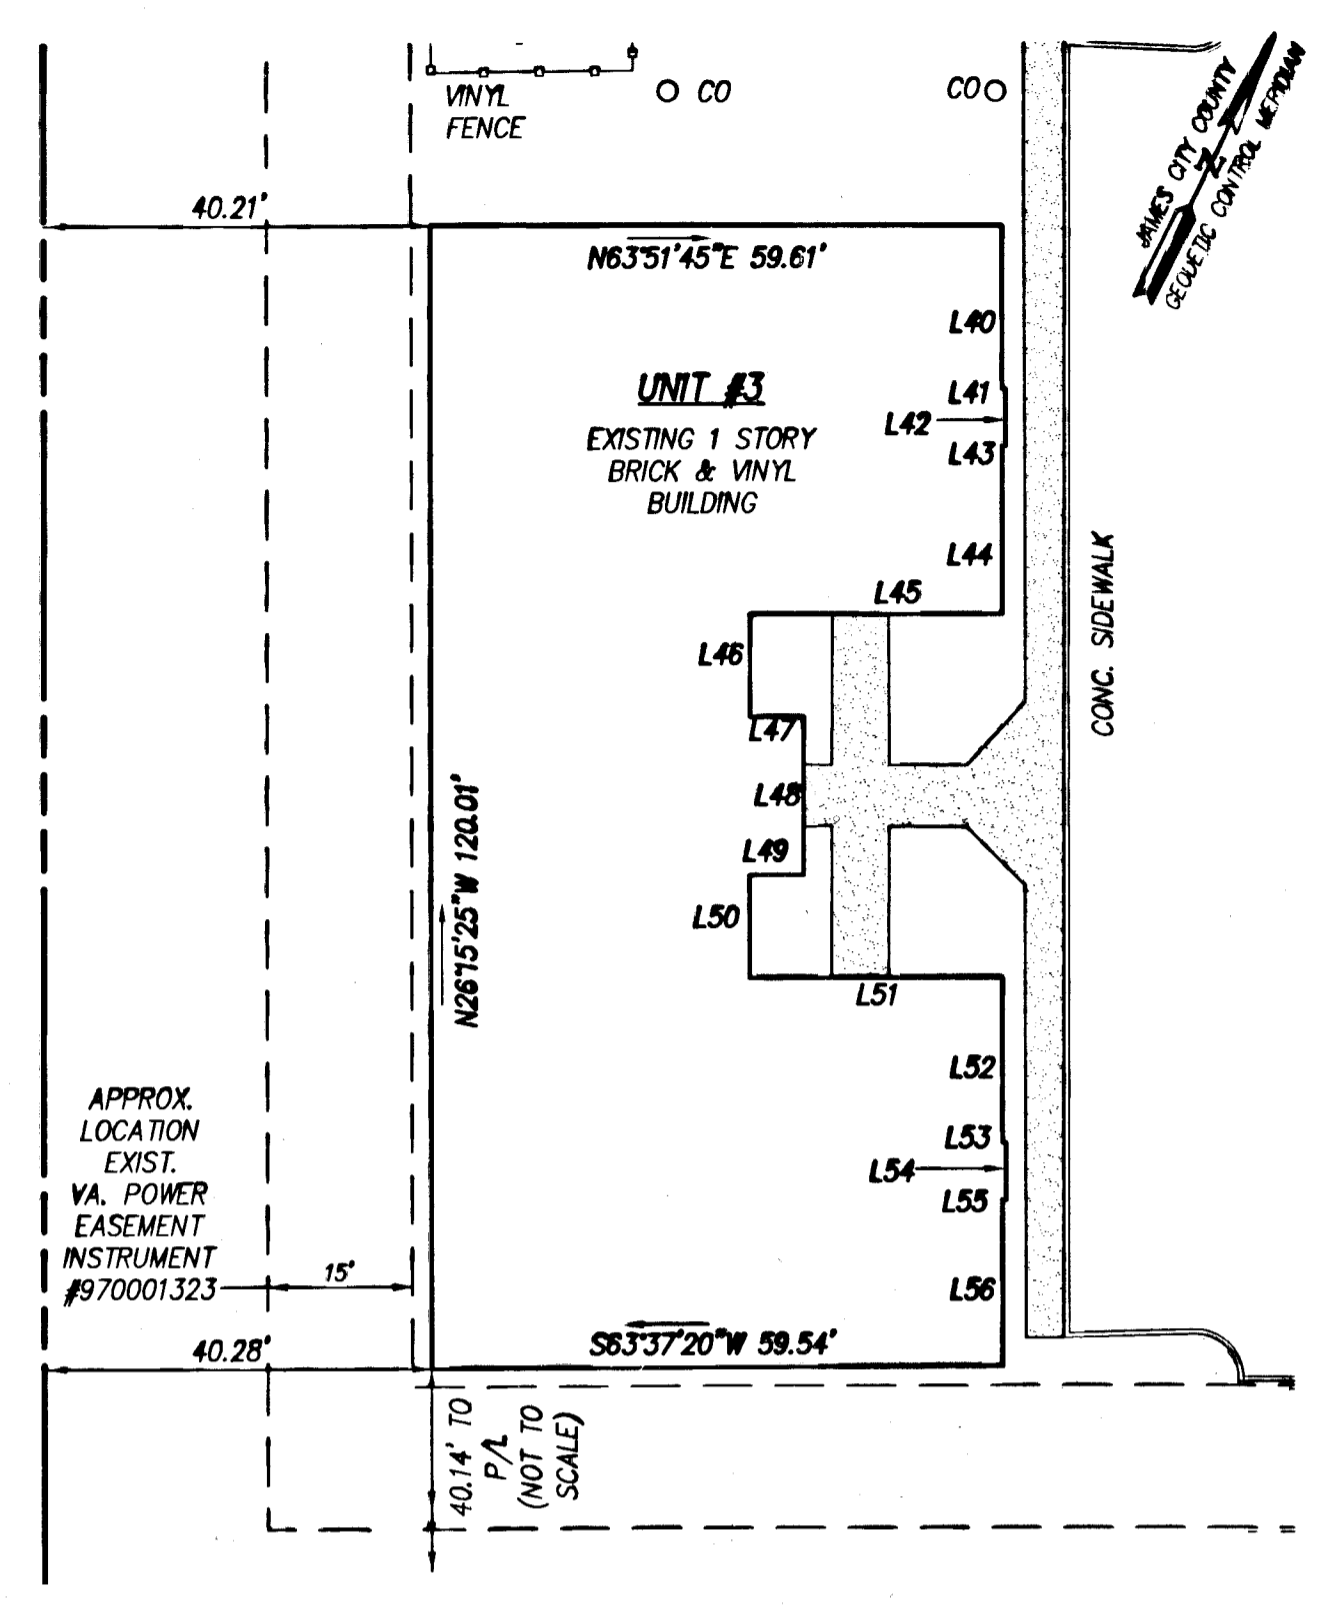 VINYL
FENCE
CO
CO
JAMES CITY COUNTY
GEODETIC CONTROL MERIDIAN
N
40.21'
N63°51'45"E 59.61'
L40
UNIT #3
L41
L42
EXISTING 1 STORY
BRICK & VINYL
BUILDING
L43
L44
L45
CONC. SIDEWALK
L46
L47
L48
N26°15'25"W 120.01'
L49
L50
L51
L52
APPROX.
LOCATION
EXIST.
VA. POWER
EASEMENT
INSTRUMENT
#970001323
15'
L53
L54
L55
L56
40.28'
S63°37'20"W 59.54'
40.14' TO
P/L
(NOT TO
SCALE)